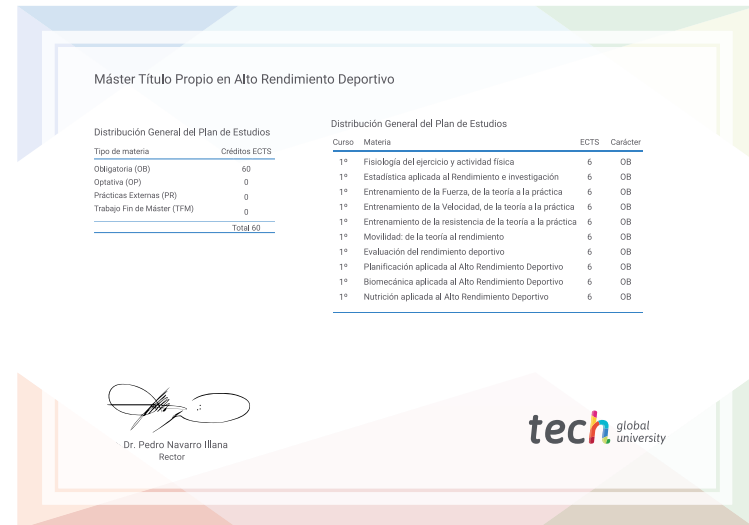 Máster Título Propio en Alto Rendimiento Deportivo
Distribución General del Plan de Estudios
Tipo de materia Créditos ECTS
Obligatoria (OB) 60
Optativa (OP) 0
Prácticas Externas (PR) 0
Trabajo Fin de Máster (TFM) 0
Total 60
Distribución General del Plan de Estudios
Curso Materia ECTS Carácter
1º Fisiología del ejercicio y actividad física 6 OB
1º Estadística aplicada al Rendimiento e investigación 6 OB
1º Entrenamiento de la Fuerza, de la teoría a la práctica 6 OB
1º Entrenamiento de la Velocidad, de la teoría a la práctica 6 OB
1º Entrenamiento de la resistencia de la teoría a la práctica 6 OB
1º Movilidad: de la teoría al rendimiento 6 OB
1º Evaluación del rendimiento deportivo 6 OB
1º Planificación aplicada al Alto Rendimiento Deportivo 6 OB
1º Biomecánica aplicada al Alto Rendimiento Deportivo 6 OB
1º Nutrición aplicada al Alto Rendimiento Deportivo 6 OB
Dr. Pedro Navarro Illana
Rector
tech global
university